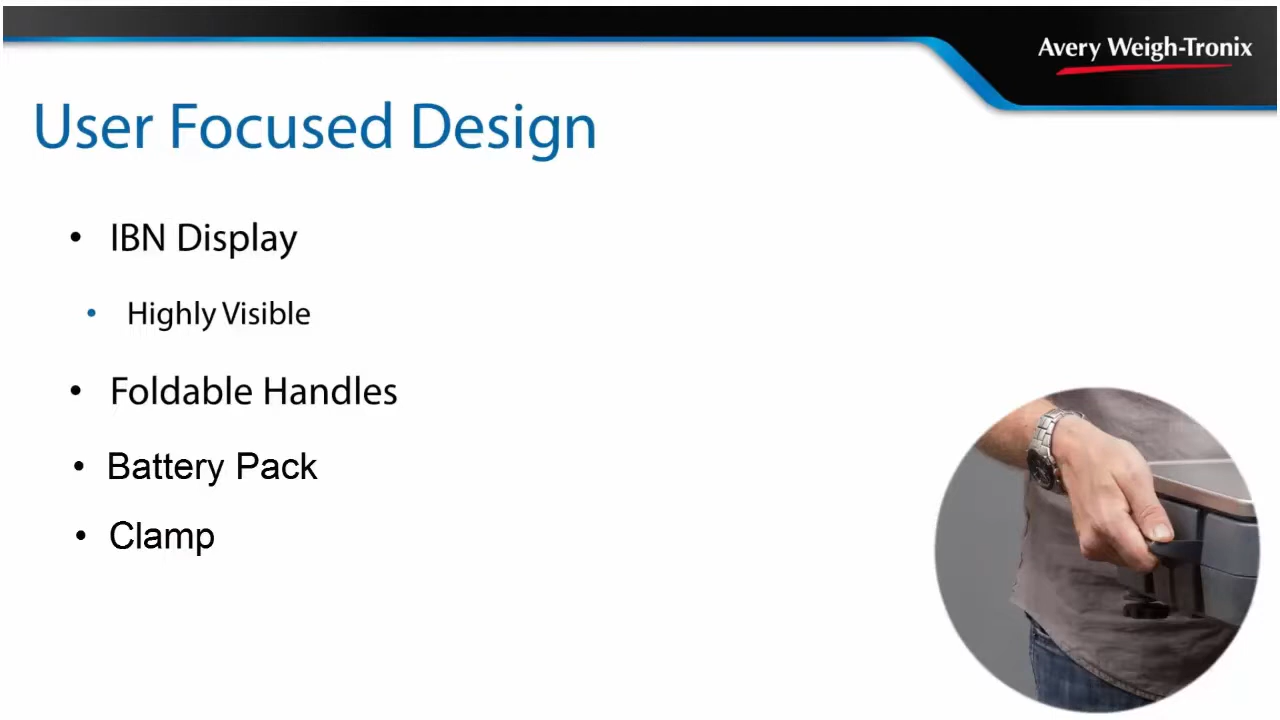 Avery Weigh-Tronix
User Focused Design
• IBN Display
• Highly Visible
• Foldable Handles
• Battery Pack
• Clamp